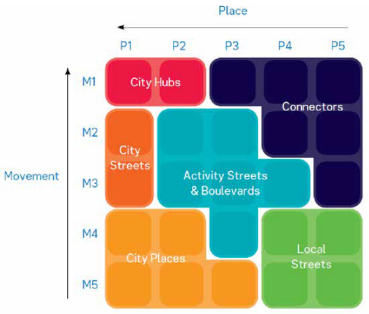 Place
P1 P2 P3 P4 P5
M1
City Hubs
Connectors
M2
City
Streets
Movement
M3
Activity Streets
& Boulevards
M4
City Places
Local
Streets
M5